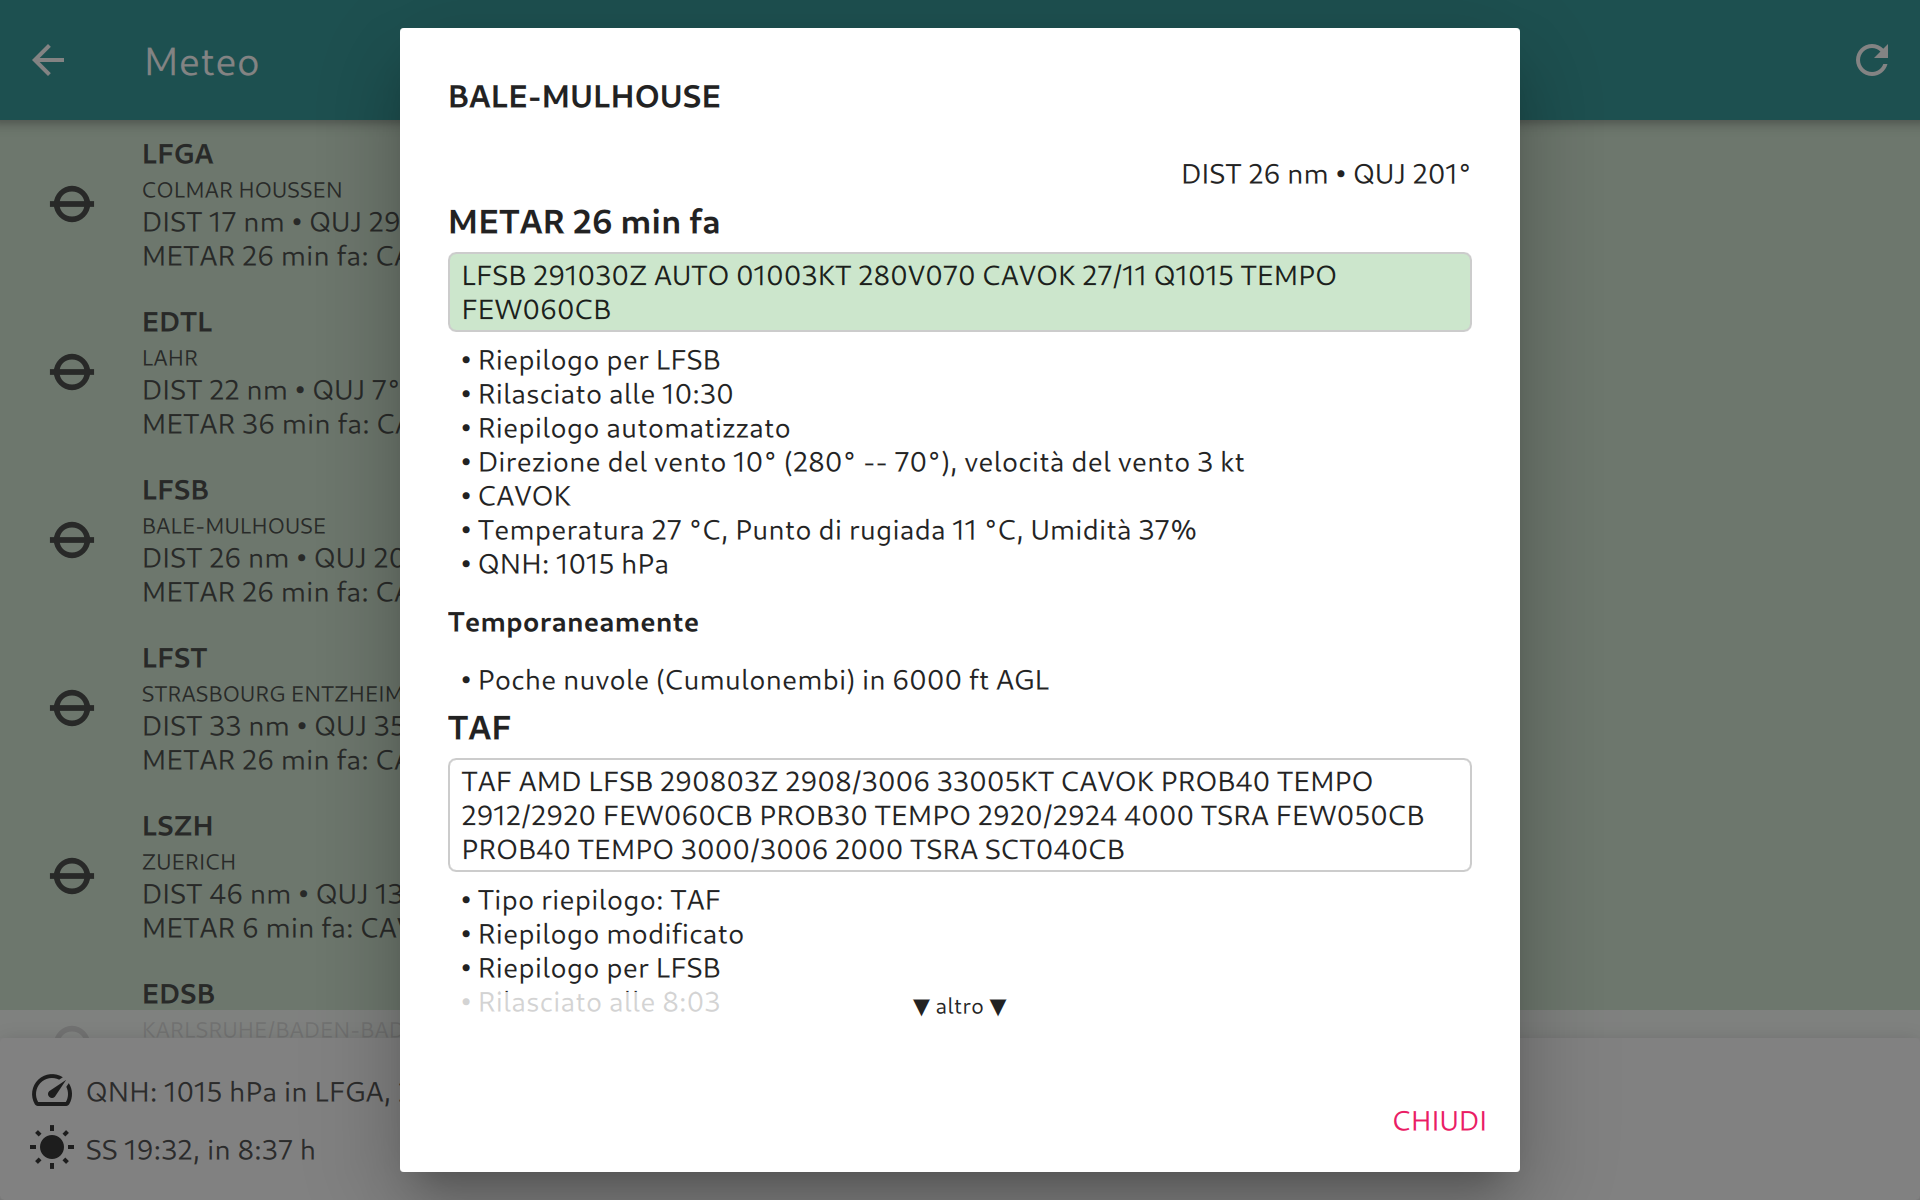 Meteo
LFGA
COLMAR HOUSSEN
DIST 17 nm • QUJ 29
METAR 26 min fa:
EDTL
LAHR
DIST 22 nm • QUJ 7°
METAR 36 min fa:
LFSB
BALE-MULHOUSE
DIST 26 nm • QUJ 20
METAR 26 min fa:
LFST
STRASBOURG ENTZHEIM
DIST 33 nm • QUJ 35
METAR 26 min fa:
LSZH
ZUERICH
DIST 46 nm • QUJ 13
METAR 6 min fa:
EDSB
KARLSRUHE/BADEN-BAD
QNH: 1015 hPa in LFGA,
SS 19:32, in 8:37 h
BALE-MULHOUSE
DIST 26 nm • QUJ 201°
METAR 26 min fa
LFSB 291030Z AUTO 01003KT 280V070 CAVOK 27/11 Q1015 TEMPO
FEW060CB
• Riepilogo per LFSB
• Rilasciato alle 10:30
• Riepilogo automatizzato
• Direzione del vento 10° (280° -- 70°), velocità del vento 3 kt
• CAVOK
• Temperatura 27 °C, Punto di rugiada 11 °C, Umidità 37%
• QNH: 1015 hPa
Temporaneamente
• Poche nuvole (Cumulonembi) in 6000 ft AGL
TAF
TAF AMD LFSB 290803Z 2908/3006 33005KT CAVOK PROB40 TEMPO
2912/2920 FEW060CB PROB30 TEMPO 2920/2924 4000 TSRA FEW050CB
PROB40 TEMPO 3000/3006 2000 TSRA SCT040CB
• Tipo riepilogo: TAF
• Riepilogo modificato
• Riepilogo per LFSB
• Rilasciato alle 8:03
▼ altro ▼
CHIUDI